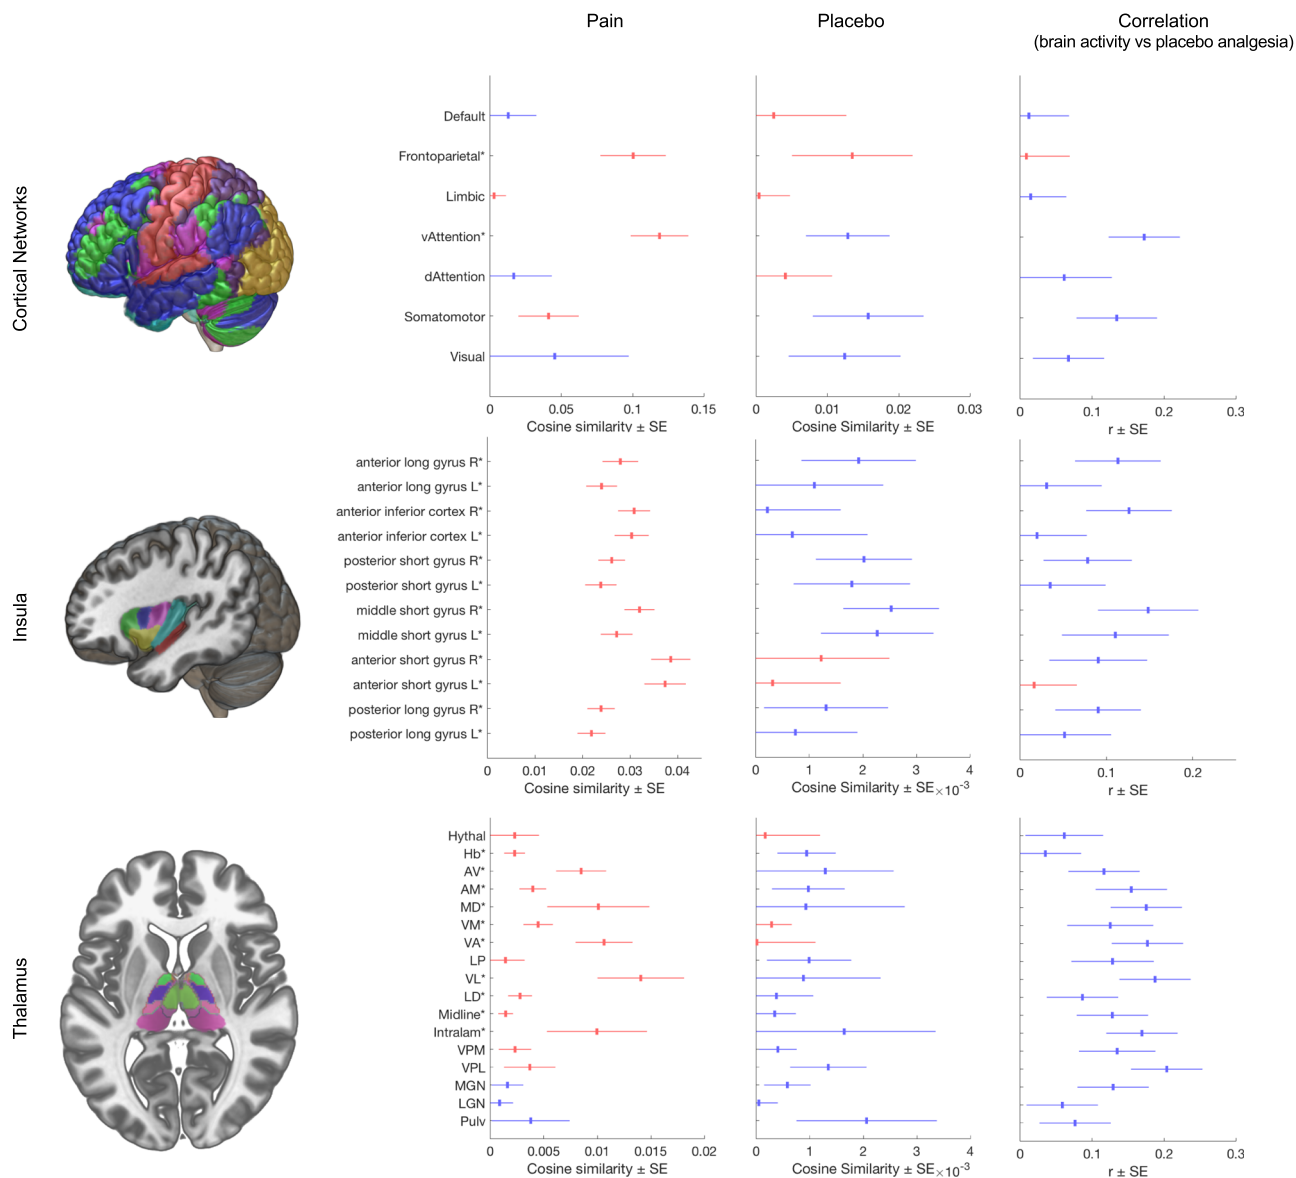 Pain
Placebo
Correlation
(brain activity vs placebo analgesia)
Cortical Networks
Default
Frontoparietal*
Limbic
vAttention*
dAttention
Somatomotor
Visual
0 0.05 0.1 0.15
Cosine similarity ± SE
0 0.01 0.02 0.03
Cosine similarity ± SE
0 0.1 0.2 0.3
r ± SE
Insula
anterior long gyrus R*
anterior long gyrus L*
anterior inferior cortex R*
anterior inferior cortex L*
posterior short gyrus R*
posterior short gyrus L*
middle short gyrus R*
middle short gyrus L*
anterior short gyrus R*
anterior short gyrus L*
posterior long gyrus R*
posterior long gyrus L*
0 0.01 0.02 0.03 0.04
Cosine similarity ± SE
0 1 2 3 4
Cosine Similarity ± SE ×10⁻³
0 0.1 0.2
r ± SE
Thalamus
Hythal
Hb*
AV*
AM*
MD*
VM*
VA*
LP
VL*
LD*
Midline*
Intralam*
VPM
VPL
MGN
LGN
Pulv
0 0.005 0.01 0.015 0.02
Cosine similarity ± SE
0 1 2 3 4
Cosine Similarity ± SE ×10⁻³
0 0.1 0.2 0.3
r ± SE